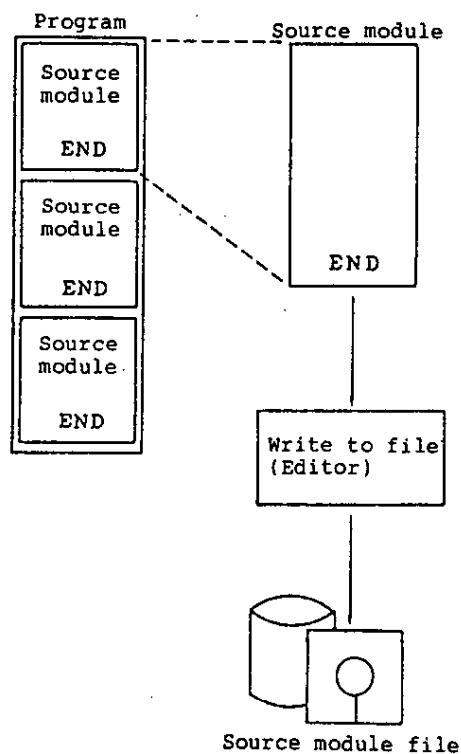 Program
Source
module
END
Source
module
END
Source
module
END
Source module
END
Write to file
(Editor)
Source module file